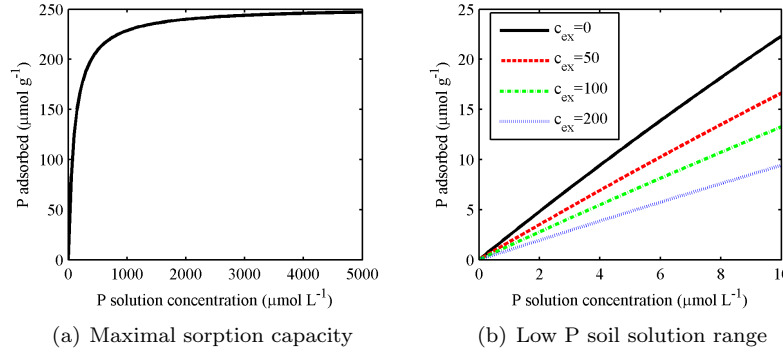 250
200
150
100
50
0
P adsorbed (μmol g⁻¹)
0 1000 2000 3000 4000 5000
P solution concentration (μmol L⁻¹)
(a) Maximal sorption capacity
25
20
15
10
5
0
P adsorbed (μmol g⁻¹)
c_ex=0
c_ex=50
c_ex=100
c_ex=200
0 2 4 6 8 10
P solution concentration (μmol L⁻¹)
(b) Low P soil solution range